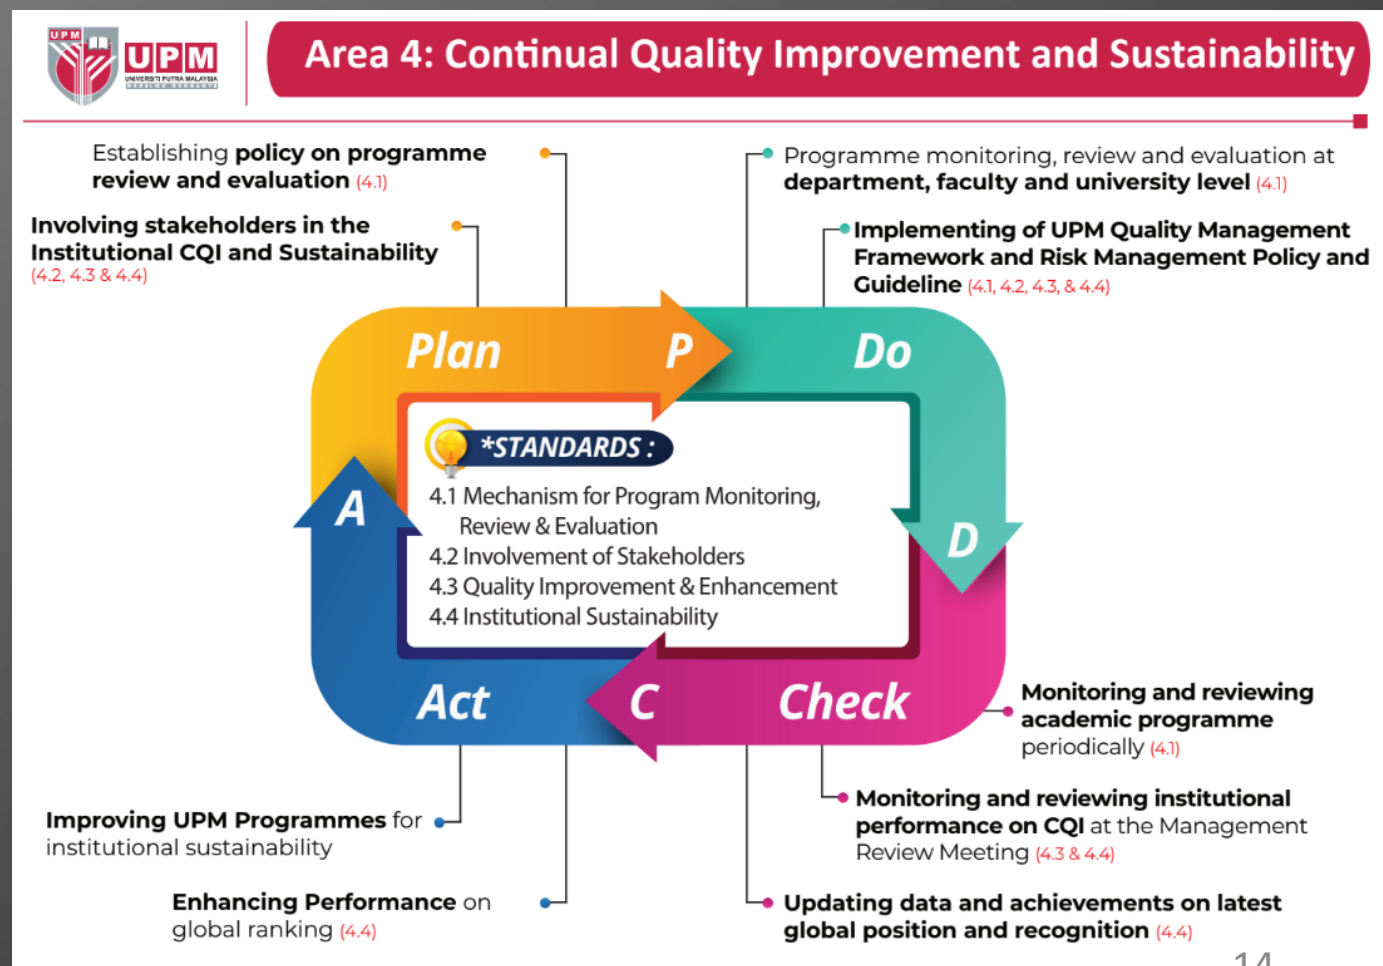 UPM
UPM
UNIVERSITI PUTRA MALAYSIA
BERILMU BERBAKTI
Area 4: Continual Quality Improvement and Sustainability
Establishing policy on programme
review and evaluation (4.1)
Involving stakeholders in the
Institutional CQI and Sustainability
(4.2, 4.3 & 4.4)
Programme monitoring, review and evaluation at
department, faculty and university level (4.1)
Implementing of UPM Quality Management
Framework and Risk Management Policy and
Guideline (4.1, 4.2, 4.3, & 4.4)
Plan P Do
*STANDARDS :
4.1 Mechanism for Program Monitoring,
Review & Evaluation
4.2 Involvement of Stakeholders
4.3 Quality Improvement & Enhancement
4.4 Institutional Sustainability
A
D
Act C Check
Monitoring and reviewing
academic programme
periodically (4.1)
Monitoring and reviewing institutional
performance on CQI at the Management
Review Meeting (4.3 & 4.4)
Updating data and achievements on latest
global position and recognition (4.4)
Improving UPM Programmes for
institutional sustainability
Enhancing Performance on
global ranking (4.4)
14